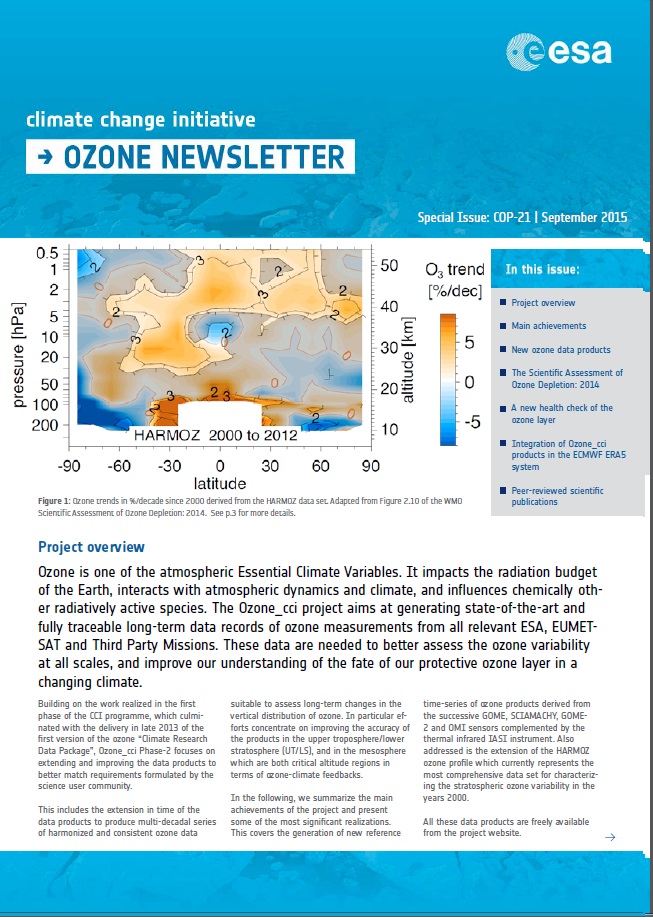 esa
climate change initiative
→ OZONE NEWSLETTER
Special Issue: COP-21 | September 2015
0.5
1
2
5
10
20
50
100
200
pressure [hPa]
-90 -60 -30 0 30 60 90
latitude
50
40
30
20
10
altitude [km]
HARMOZ 2000 to 2012
O₃ trend
[%/dec]
5
0
-5
In this issue:
Project overview
Main achievements
New ozone data products
The Scientific Assessment of
Ozone Depletion: 2014
A new health check of the
ozone layer
Integration of Ozone_cci
products in the ECMWF ERA5
system
Peer-reviewed scientific
publications
Figure 1: Ozone trends in %/decade since 2000 derived from the HARMOZ data set. Adapted from Figure 2.10 of the WMO
Scientific Assessment of Ozone Depletion: 2014. See p.3 for more details.
Project overview
Ozone is one of the atmospheric Essential Climate Variables. It impacts the radiation budget
of the Earth, interacts with atmospheric dynamics and climate, and influences chemically oth-
er radiatively active species. The Ozone_cci project aims at generating state-of-the-art and
fully traceable long-term data records of ozone measurements from all relevant ESA, EUMET-
SAT and Third Party Missions. These data are needed to better assess the ozone variability
at all scales, and improve our understanding of the fate of our protective ozone layer in a
changing climate.
Building on the work realized in the first
phase of the CCI programme, which culmi-
nated with the delivery in late 2013 of the
first version of the ozone “Climate Research
Data Package”, Ozone_cci Phase-2 focuses on
extending and improving the data products to
better match requirements formulated by the
science user community.
This includes the extension in time of the
data products to produce multi-decadal series
of harmonized and consistent ozone data
suitable to assess long-term changes in the
vertical distribution of ozone. In particular ef-
forts concentrate on improving the accuracy of
the products in the upper troposphere/lower
stratosphere (UT/LS), and in the mesosphere
which are both critical altitude regions in
terms of ozone-climate feedbacks.
In the following, we summarize the main
achievements of the project and present
some of the most significant realizations.
This covers the generation of new reference
time-series of ozone products derived from
the successive GOME, SCIAMACHY, GOME-
2 and OMI sensors complemented by the
thermal infrared IASI instrument. Also
addressed is the extension of the HARMOZ
ozone profile which currently represents the
most comprehensive data set for characteriz-
ing the stratospheric ozone variability in the
years 2000.
All these data products are freely available
from the project website.
→